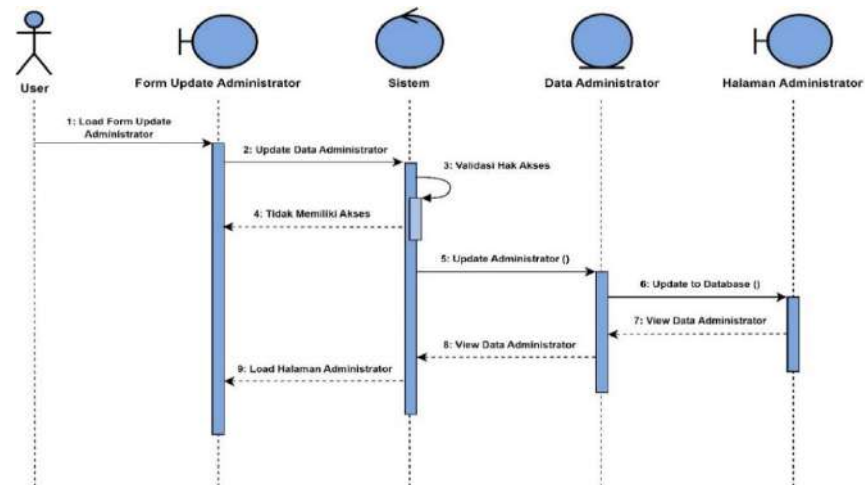 User
Form Update Administrator
Sistem
Data Administrator
Halaman Administrator
1: Load Form Update
Administrator
2: Update Data Administrator
3: Validasi Hak Akses
4: Tidak Memiliki Akses
5: Update Administrator ()
6: Update to Database ()
7: View Data Administrator
8: View Data Administrator
9: Load Halaman Administrator